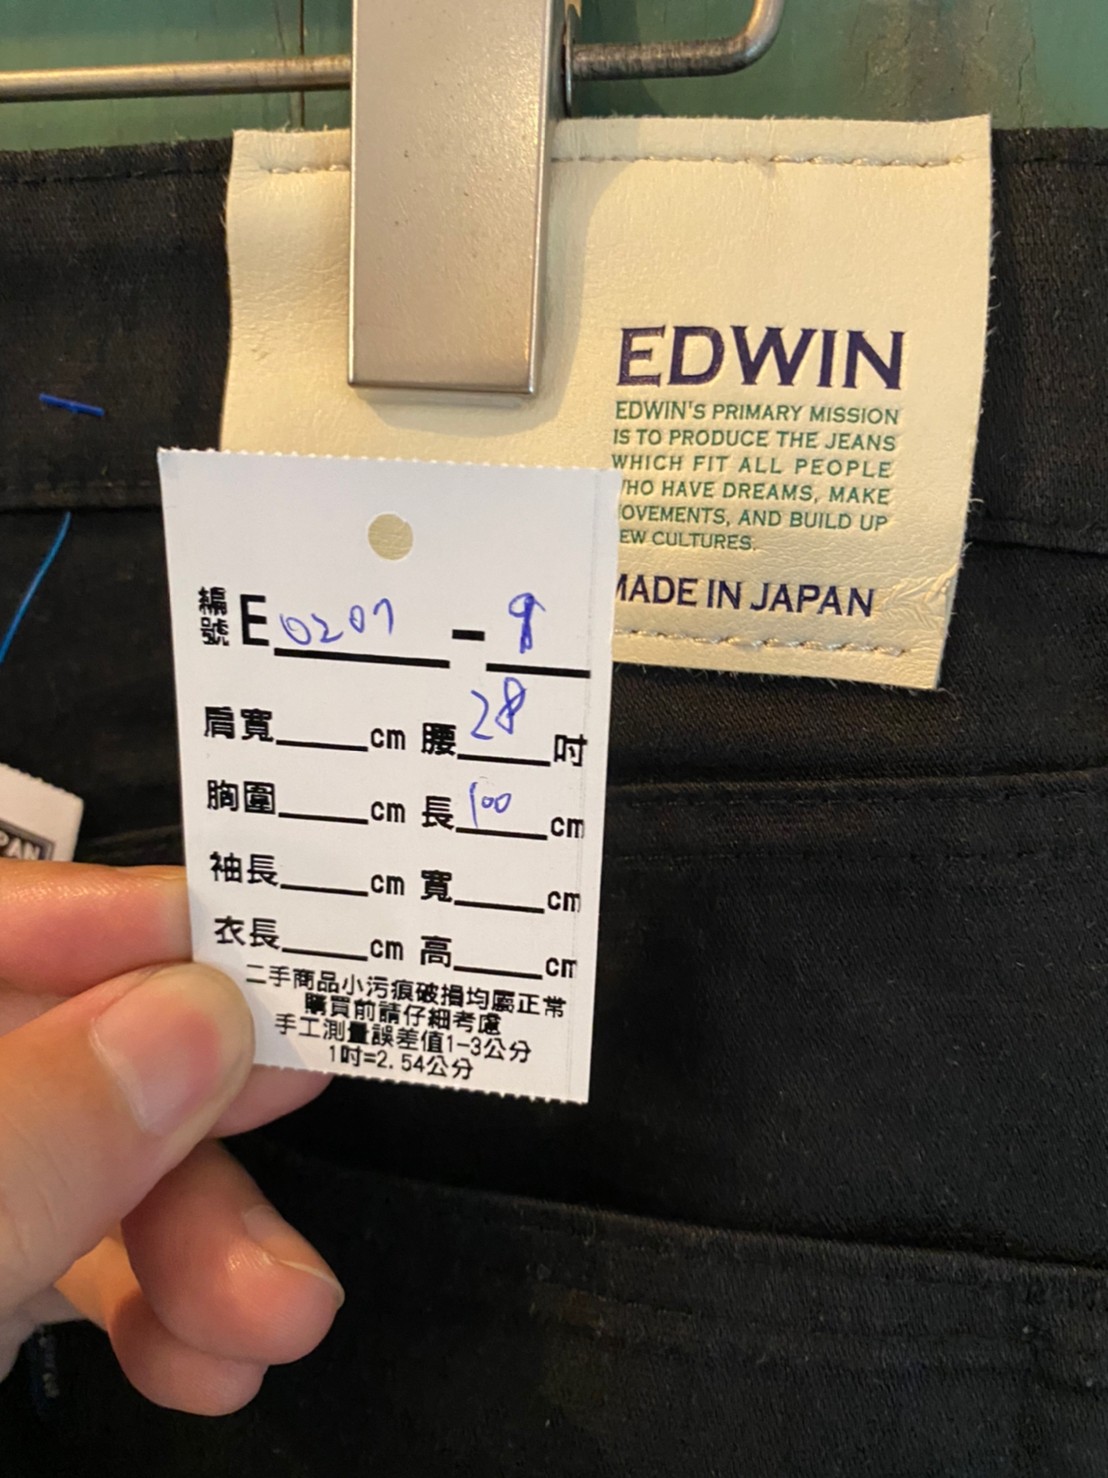 EDWIN
EDWIN'S PRIMARY MISSION
IS TO PRODUCE THE JEANS
WHICH FIT ALL PEOPLE
WHO HAVE DREAMS, MAKE
MOVEMENTS, AND BUILD UP
NEW CULTURES.
MADE IN JAPAN
編號 E 0207 - 9
肩寬 cm 腰 28 吋
胸圍 cm 長 100 cm
袖長 cm 寬 cm
衣長 cm 高 cm
二手商品小污痕破損均屬正常
購買前請仔細考慮
手工測量誤差值1-3公分
1吋=2.54公分
PAN